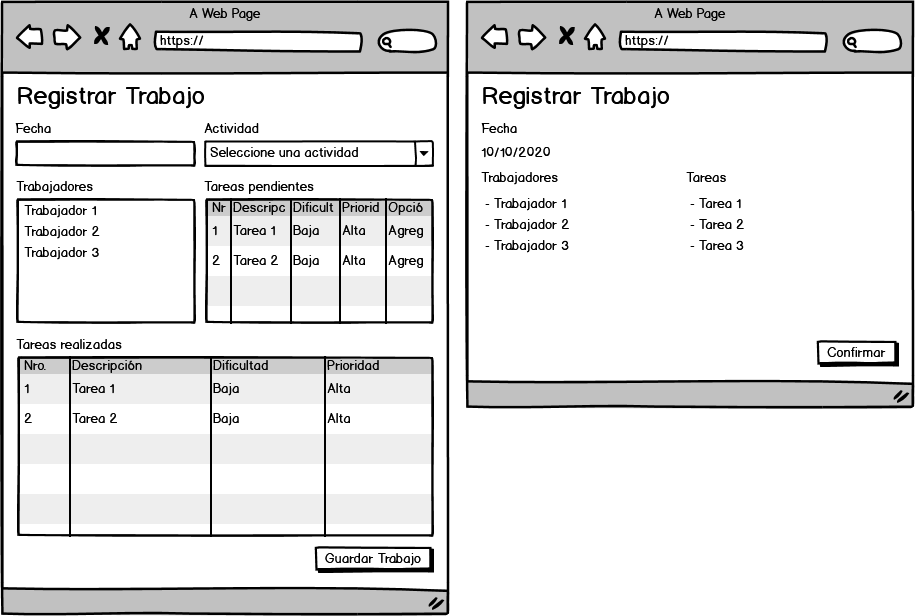 A Web Page
https://
Registrar Trabajo
Fecha
Actividad
Seleccione una actividad
Trabajadores
Trabajador 1
Trabajador 2
Trabajador 3
Tareas pendientes
Nr Descripc Dificult Priorid Opció
1 Tarea 1 Baja Alta Agreg
2 Tarea 2 Baja Alta Agreg
Tareas realizadas
Nro. Descripción Dificultad Prioridad
1 Tarea 1 Baja Alta
2 Tarea 2 Baja Alta
Guardar Trabajo
A Web Page
https://
Registrar Trabajo
Fecha
10/10/2020
Trabajadores
- Trabajador 1
- Trabajador 2
- Trabajador 3
Tareas
- Tarea 1
- Tarea 2
- Tarea 3
Confirmar